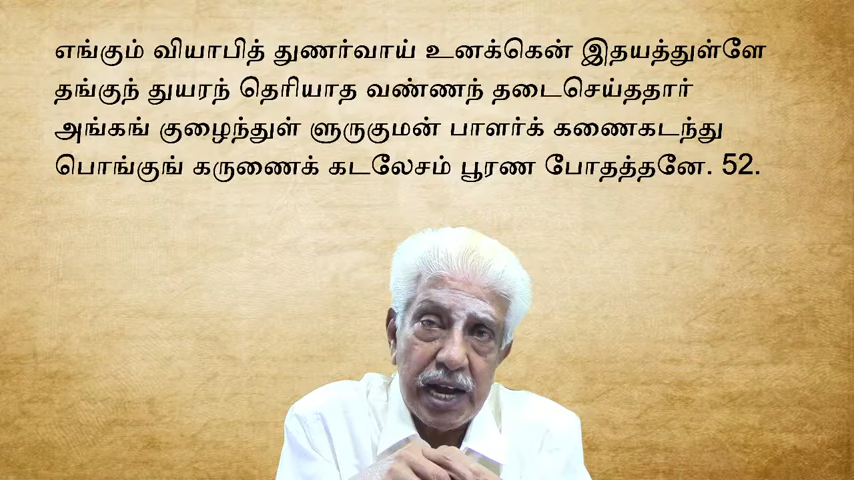 எங்கும் வியாபித் துணர்வாய் உனக்கென் இதயத்துள்ளே
தங்குந் துயரந் தெரியாத வண்ணந் தடைசெய்ததார்
அங்கங் குழைந்துள் ளுருகுமன் பாளர்க் கணைகடந்து
பொங்குங் கருணைக் கடலேசம் பூரண போதத்தனே. 52.